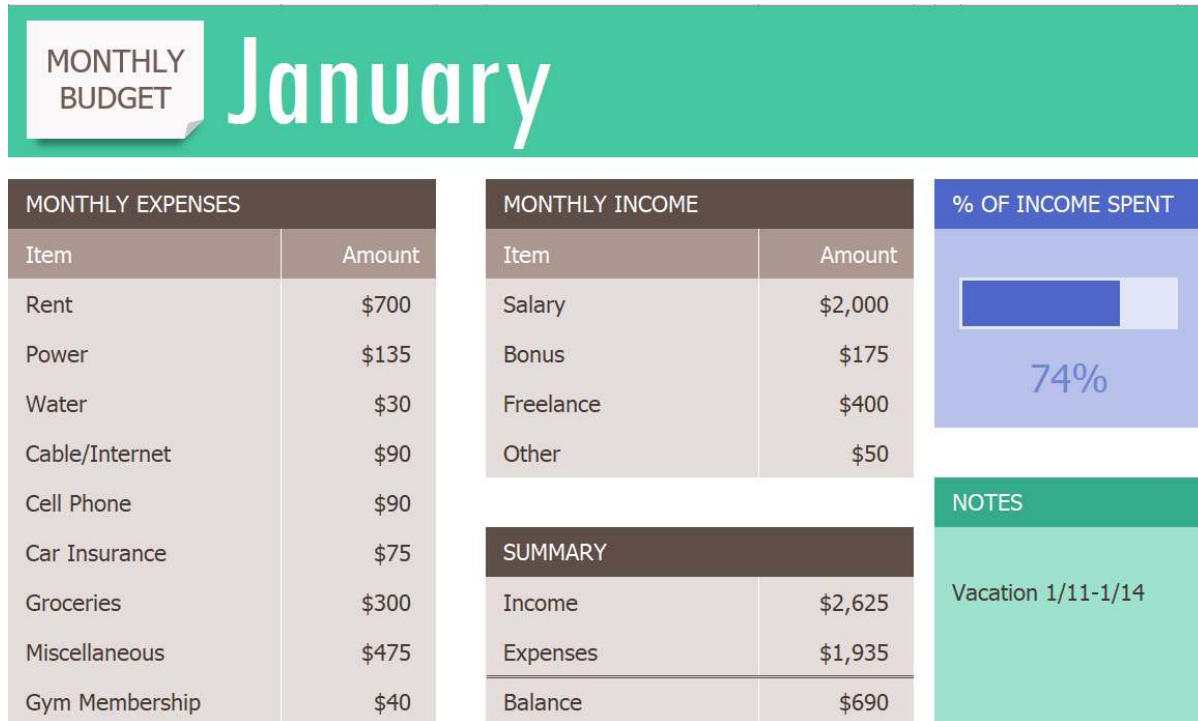 MONTHLY
BUDGET
January
MONTHLY EXPENSES
Item Amount
Rent $700
Power $135
Water $30
Cable/Internet $90
Cell Phone $90
Car Insurance $75
Groceries $300
Miscellaneous $475
Gym Membership $40
MONTHLY INCOME
Item Amount
Salary $2,000
Bonus $175
Freelance $400
Other $50
SUMMARY
Income $2,625
Expenses $1,935
Balance $690
% OF INCOME SPENT
74%
NOTES
Vacation 1/11-1/14